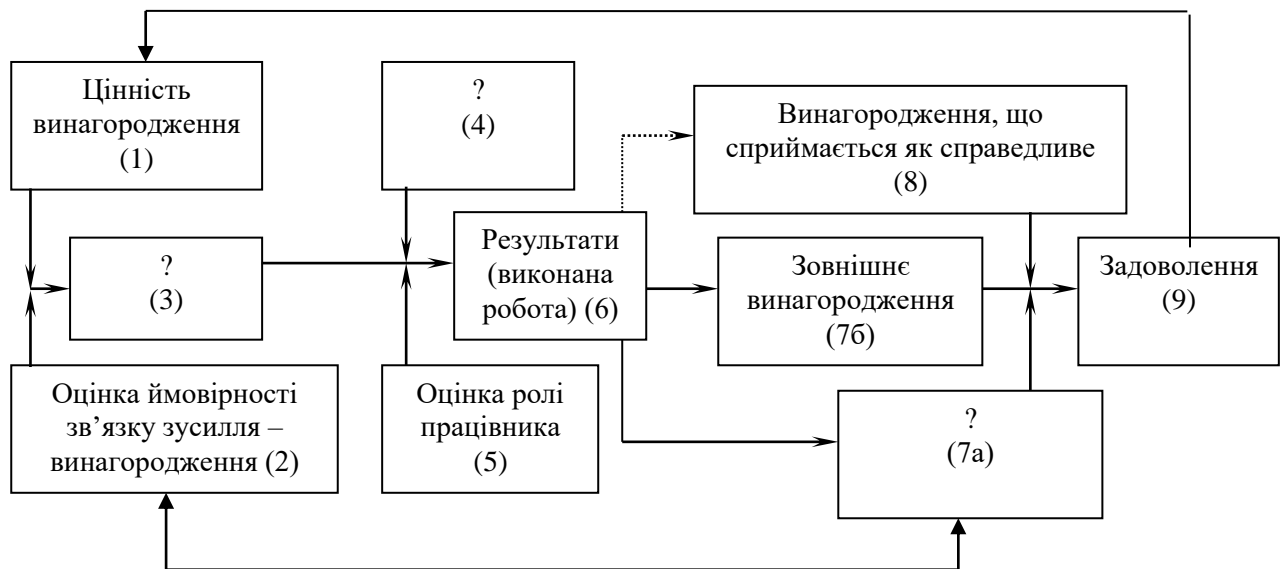 Цінність
винагородження
(1)
?
(4)
Винагородження, що
сприймається як справедливе
(8)
?
(3)
Результати
(виконана
робота) (6)
Зовнішнє
винагородження
(7б)
Задоволення
(9)
Оцінка ймовірності
зв’язку зусилля –
винагородження (2)
Оцінка ролі
працівника
(5)
?
(7а)